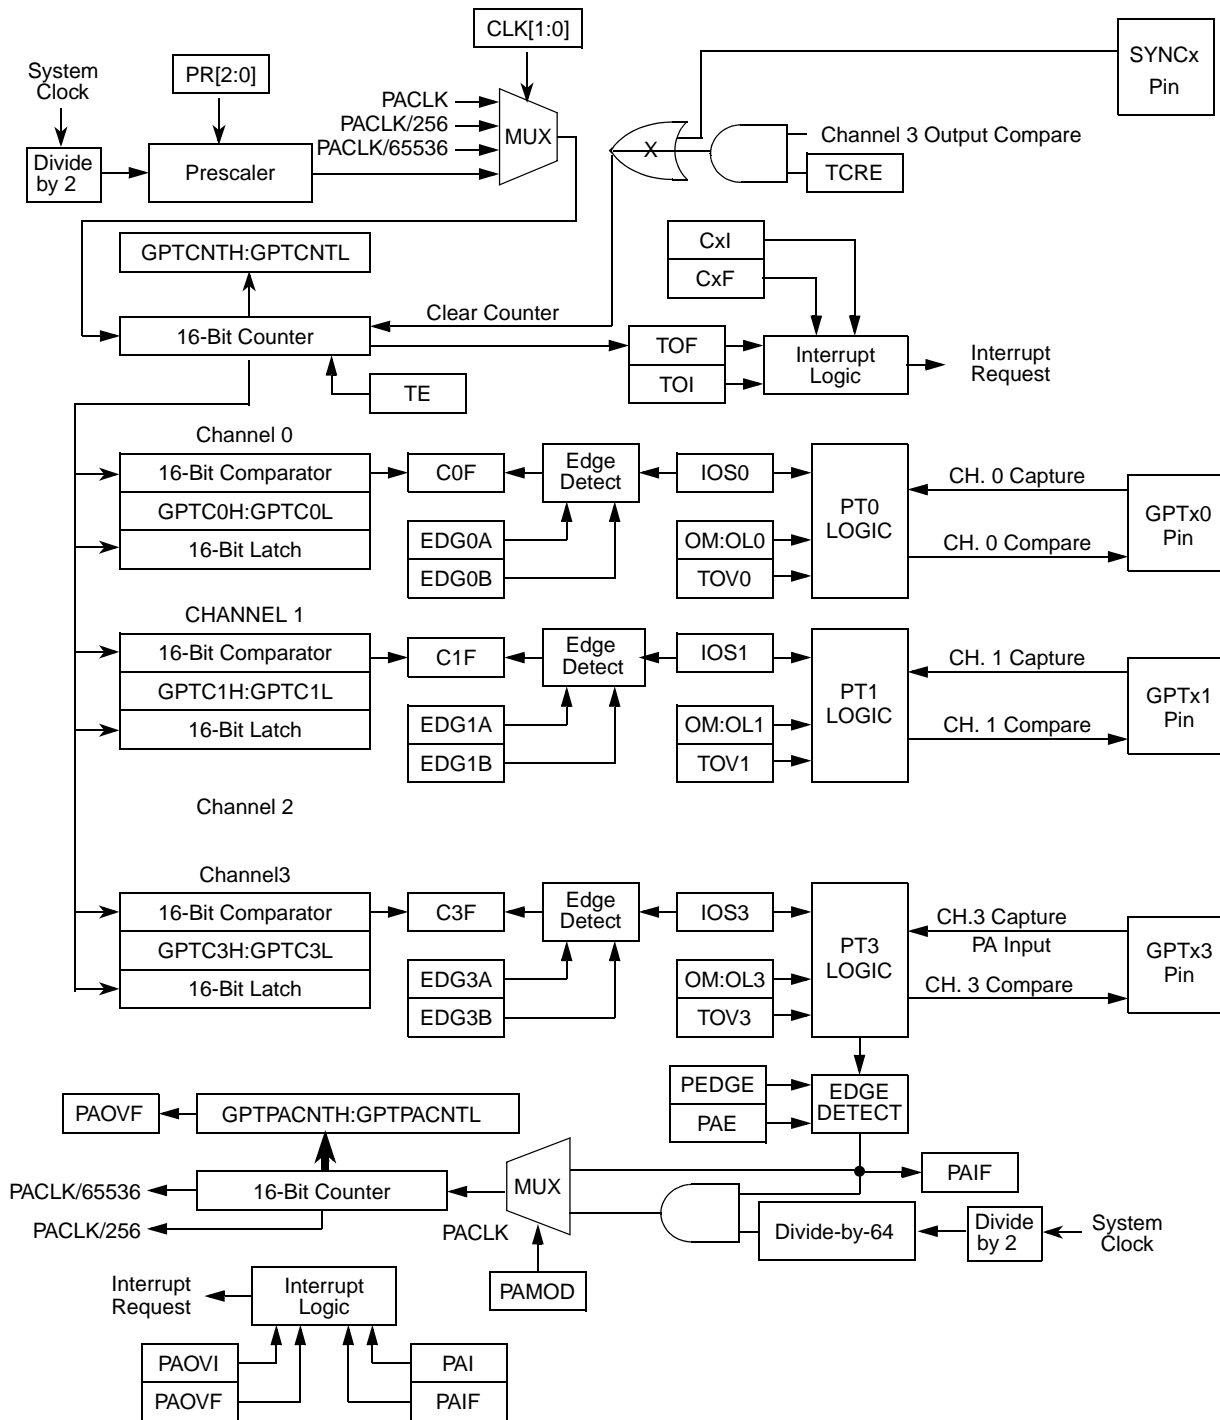 CLK[1:0]
SYNCx
Pin
System
Clock
PR[2:0]
PACLK
PACLK/256
PACLK/65536
MUX
Divide
by 2
Prescaler
X
Channel 3 Output Compare
TCRE
GPTCNTH:GPTCNTL
CxI
CxF
Clear Counter
16-Bit Counter
TOF
TOI
Interrupt
Logic
Interrupt
Request
TE
Channel 0
16-Bit Comparator
GPTC0H:GPTC0L
16-Bit Latch
C0F
Edge
Detect
IOS0
EDG0A
EDG0B
OM:OL0
TOV0
PT0
LOGIC
CH. 0 Capture
CH. 0 Compare
GPTx0
Pin
CHANNEL 1
16-Bit Comparator
GPTC1H:GPTC1L
16-Bit Latch
C1F
Edge
Detect
IOS1
EDG1A
EDG1B
OM:OL1
TOV1
PT1
LOGIC
CH. 1 Capture
CH. 1 Compare
GPTx1
Pin
Channel 2
Channel3
16-Bit Comparator
GPTC3H:GPTC3L
16-Bit Latch
C3F
Edge
Detect
IOS3
EDG3A
EDG3B
OM:OL3
TOV3
PT3
LOGIC
CH.3 Capture
PA Input
CH. 3 Compare
GPTx3
Pin
PEDGE
PAE
EDGE
DETECT
PAOVF
GPTPACNTH:GPTPACNTL
PACLK/65536
16-Bit Counter
PACLK/256
PACLK
MUX
PAIF
Divide-by-64
Divide
by 2
System
Clock
PAMOD
Interrupt
Request
Interrupt
Logic
PAOVI
PAOVF
PAI
PAIF